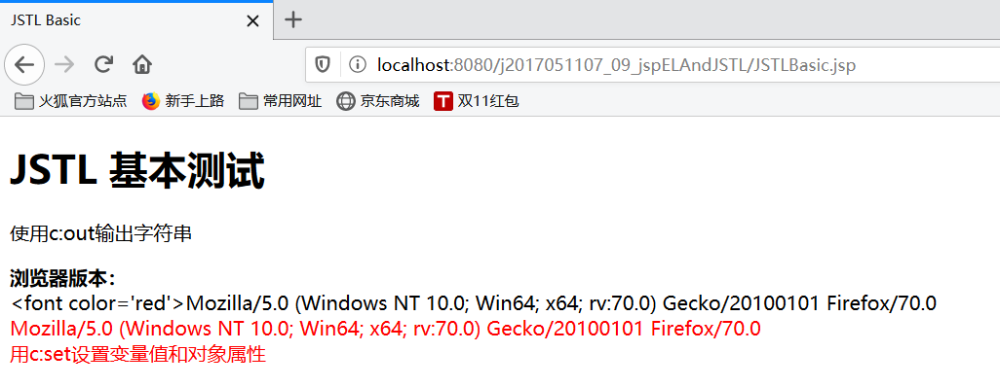 JSTL Basic
localhost:8080/j2017051107_09_jspELAndJSTL/JSTLBasic.jsp
火狐官方站点 新手上路 常用网址 京东商城 T 双11红包
JSTL 基本测试
使用c:out输出字符串
浏览器版本：
<font color='red'>Mozilla/5.0 (Windows NT 10.0; Win64; x64; rv:70.0) Gecko/20100101 Firefox/70.0
Mozilla/5.0 (Windows NT 10.0; Win64; x64; rv:70.0) Gecko/20100101 Firefox/70.0
用c:set设置变量值和对象属性